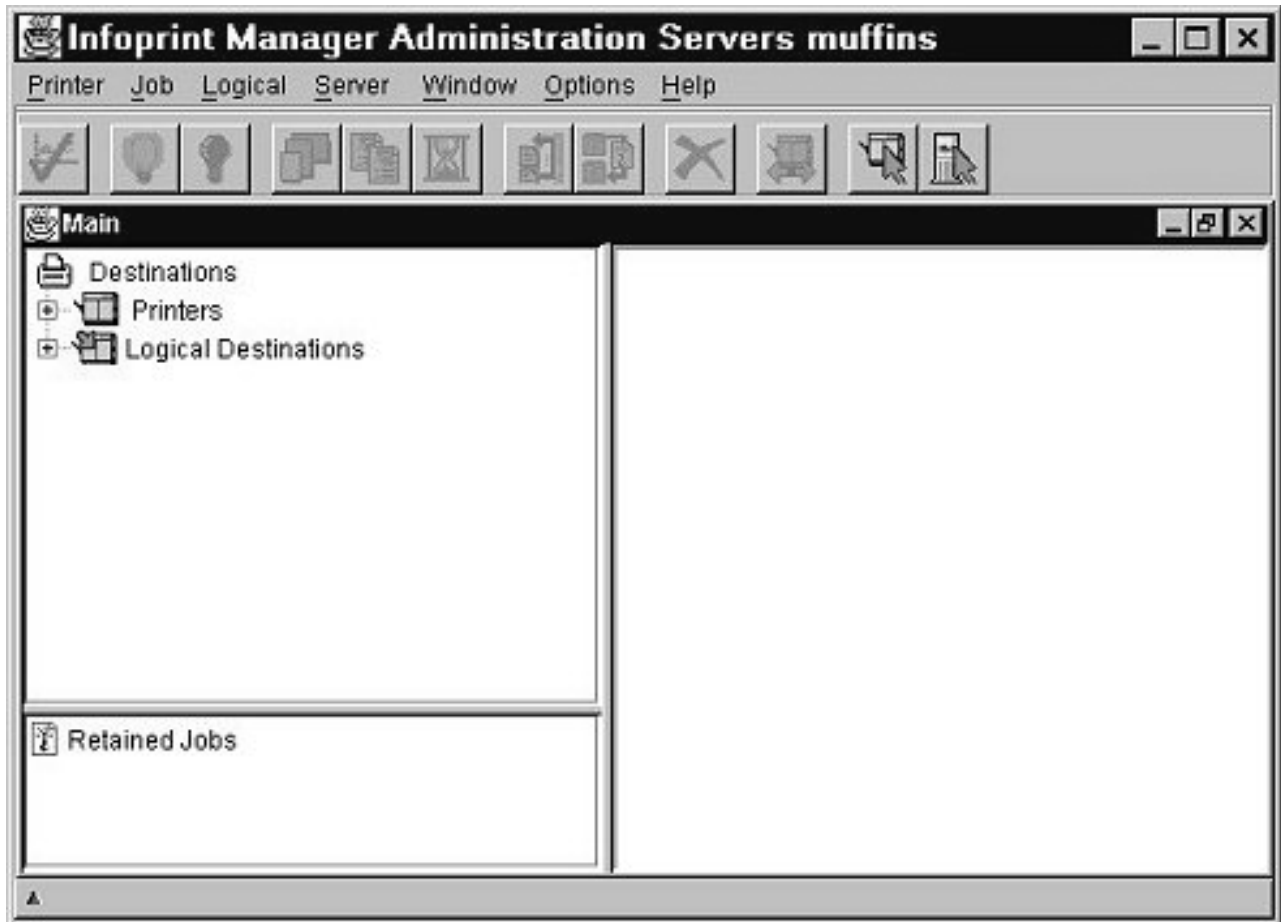 Infoprint Manager Administration Servers muffins
Printer Job Logical Server Window Options Help
Main
Destinations
Printers
Logical Destinations
Retained Jobs